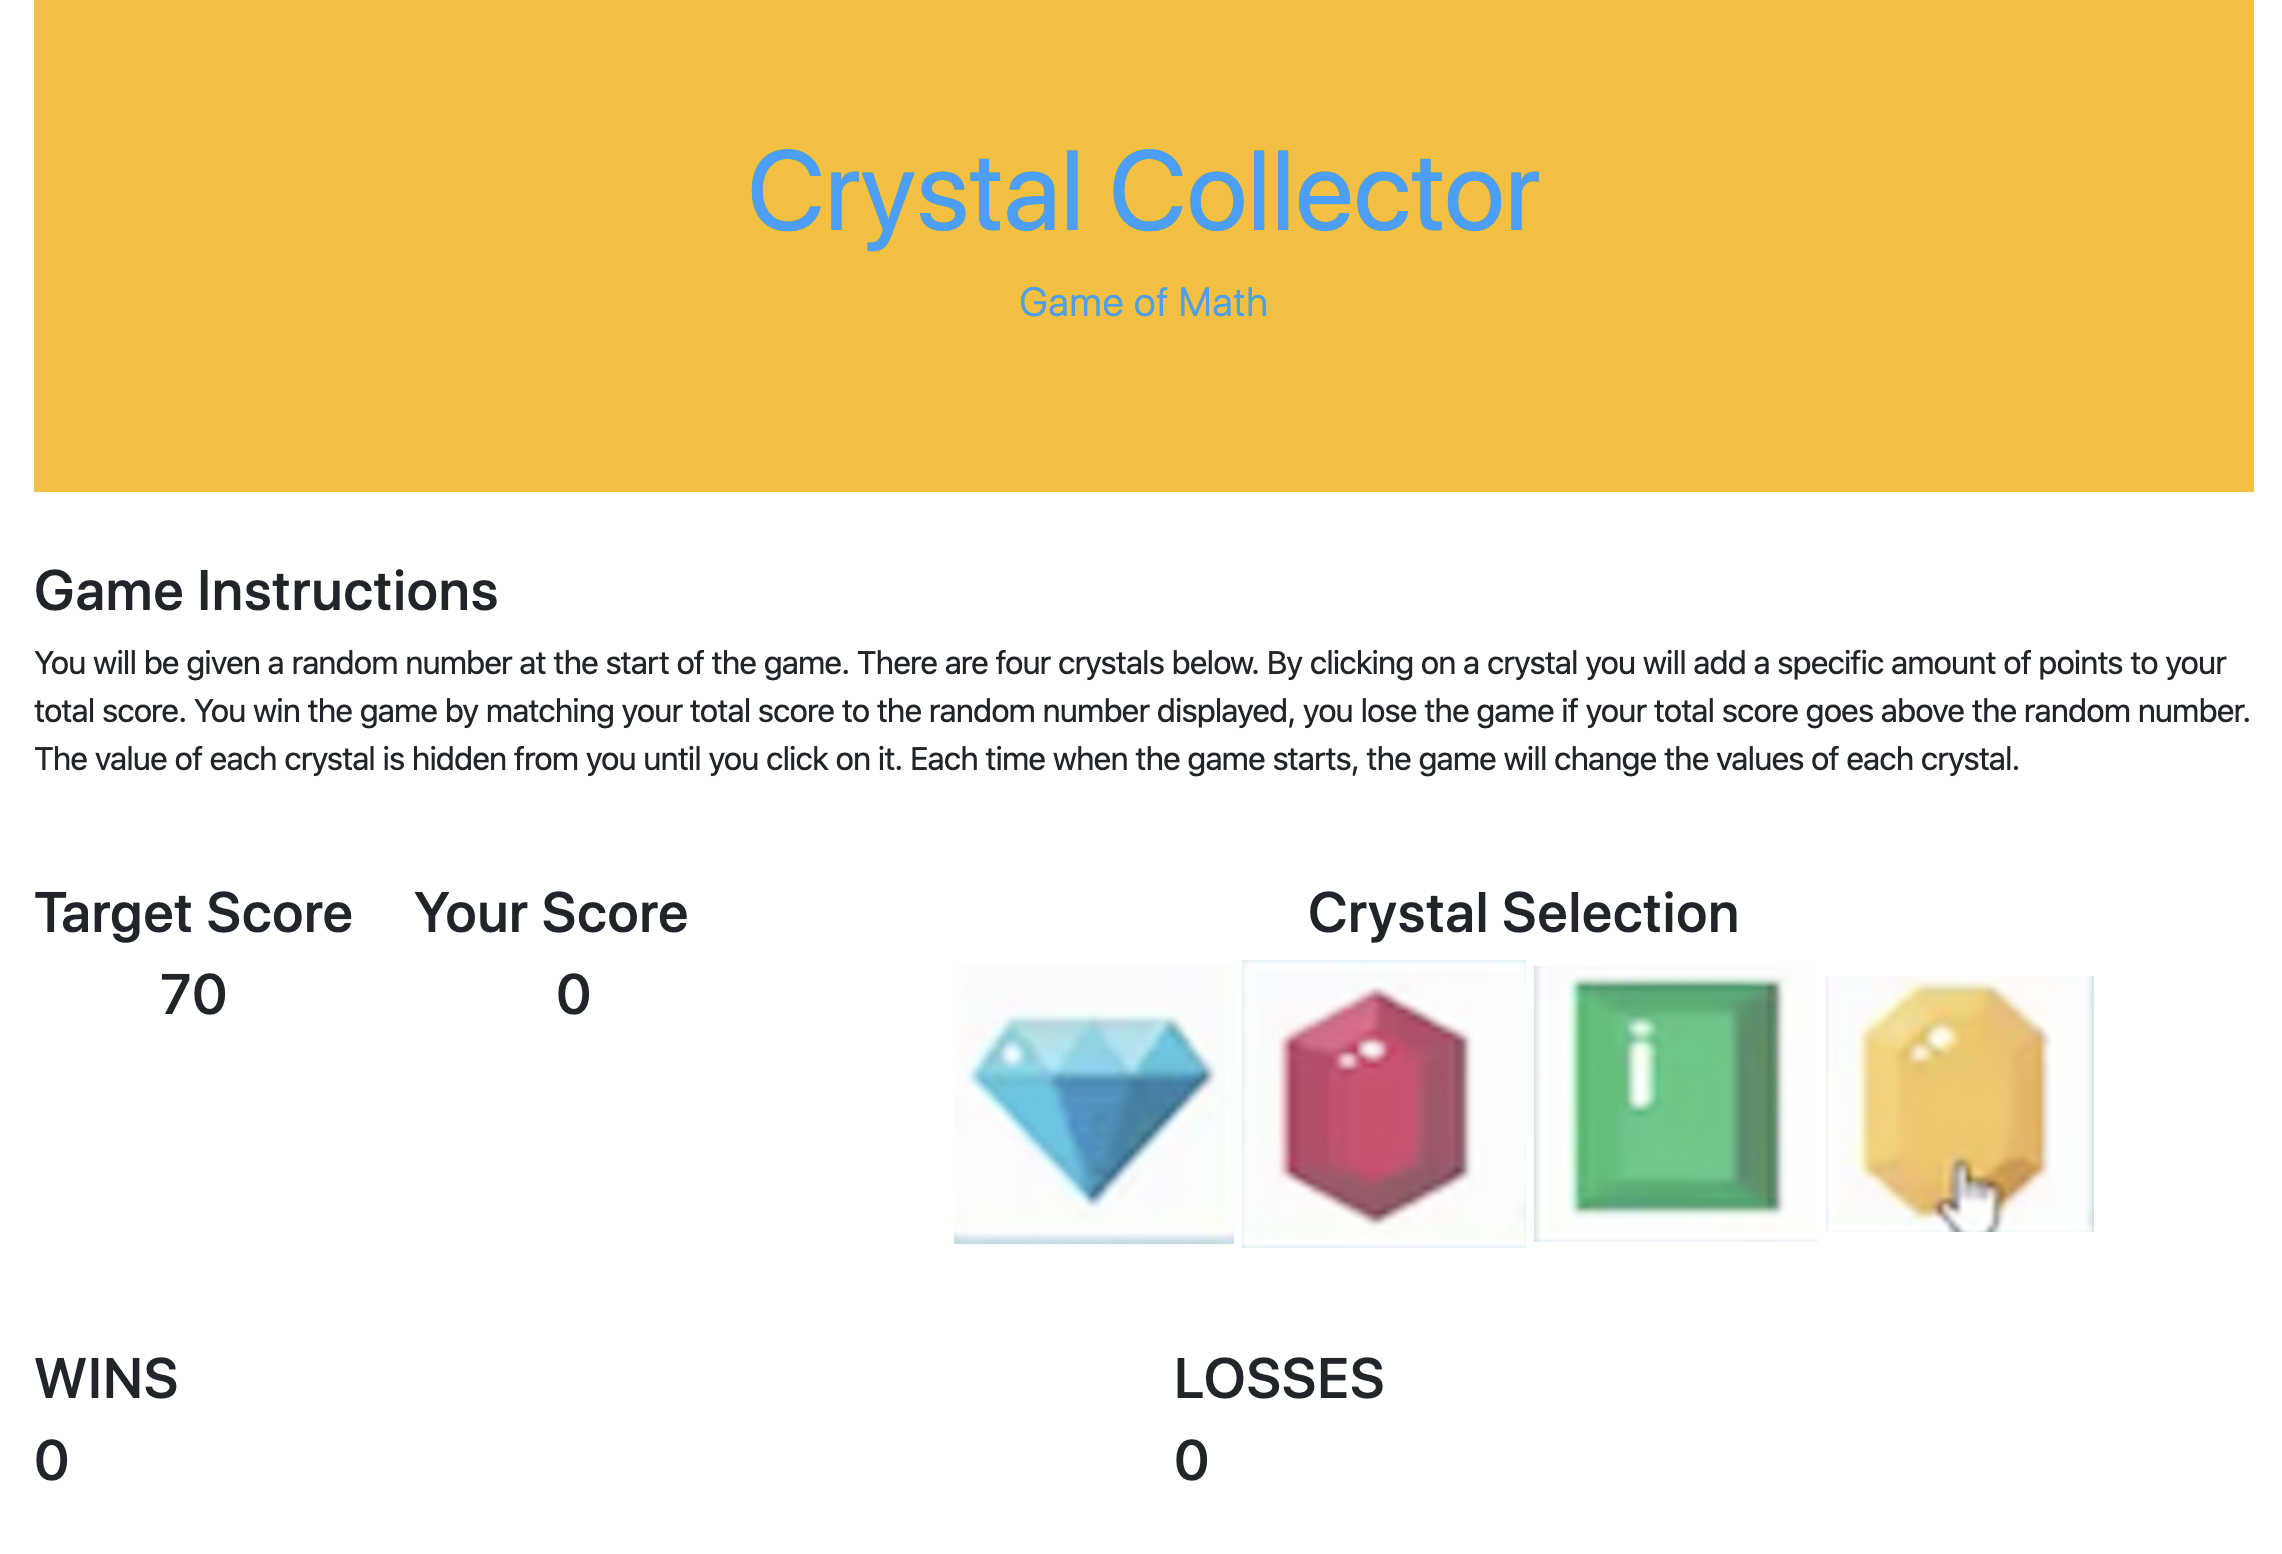 Crystal Collector
Game of Math
Game Instructions
You will be given a random number at the start of the game. There are four crystals below. By clicking on a crystal you will add a specific amount of points to your
total score. You win the game by matching your total score to the random number displayed, you lose the game if your total score goes above the random number.
The value of each crystal is hidden from you until you click on it. Each time when the game starts, the game will change the values of each crystal.
Target Score
70
Your Score
0
Crystal Selection
WINS
0
LOSSES
0